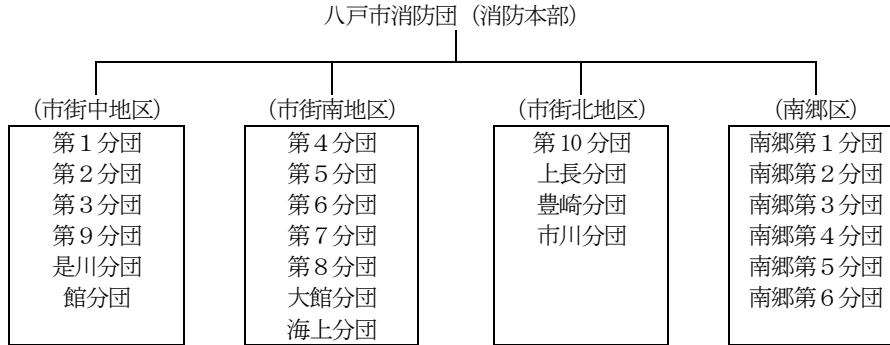 八戸市消防団（消防本部）
（市街中地区）
第１分団
第２分団
第３分団
第９分団
是川分団
館分団
（市街南地区）
第４分団
第５分団
第６分団
第７分団
第８分団
大館分団
海上分団
（市街北地区）
第 10 分団
上長分団
豊崎分団
市川分団
（南郷区）
南郷第１分団
南郷第２分団
南郷第３分団
南郷第４分団
南郷第５分団
南郷第６分団